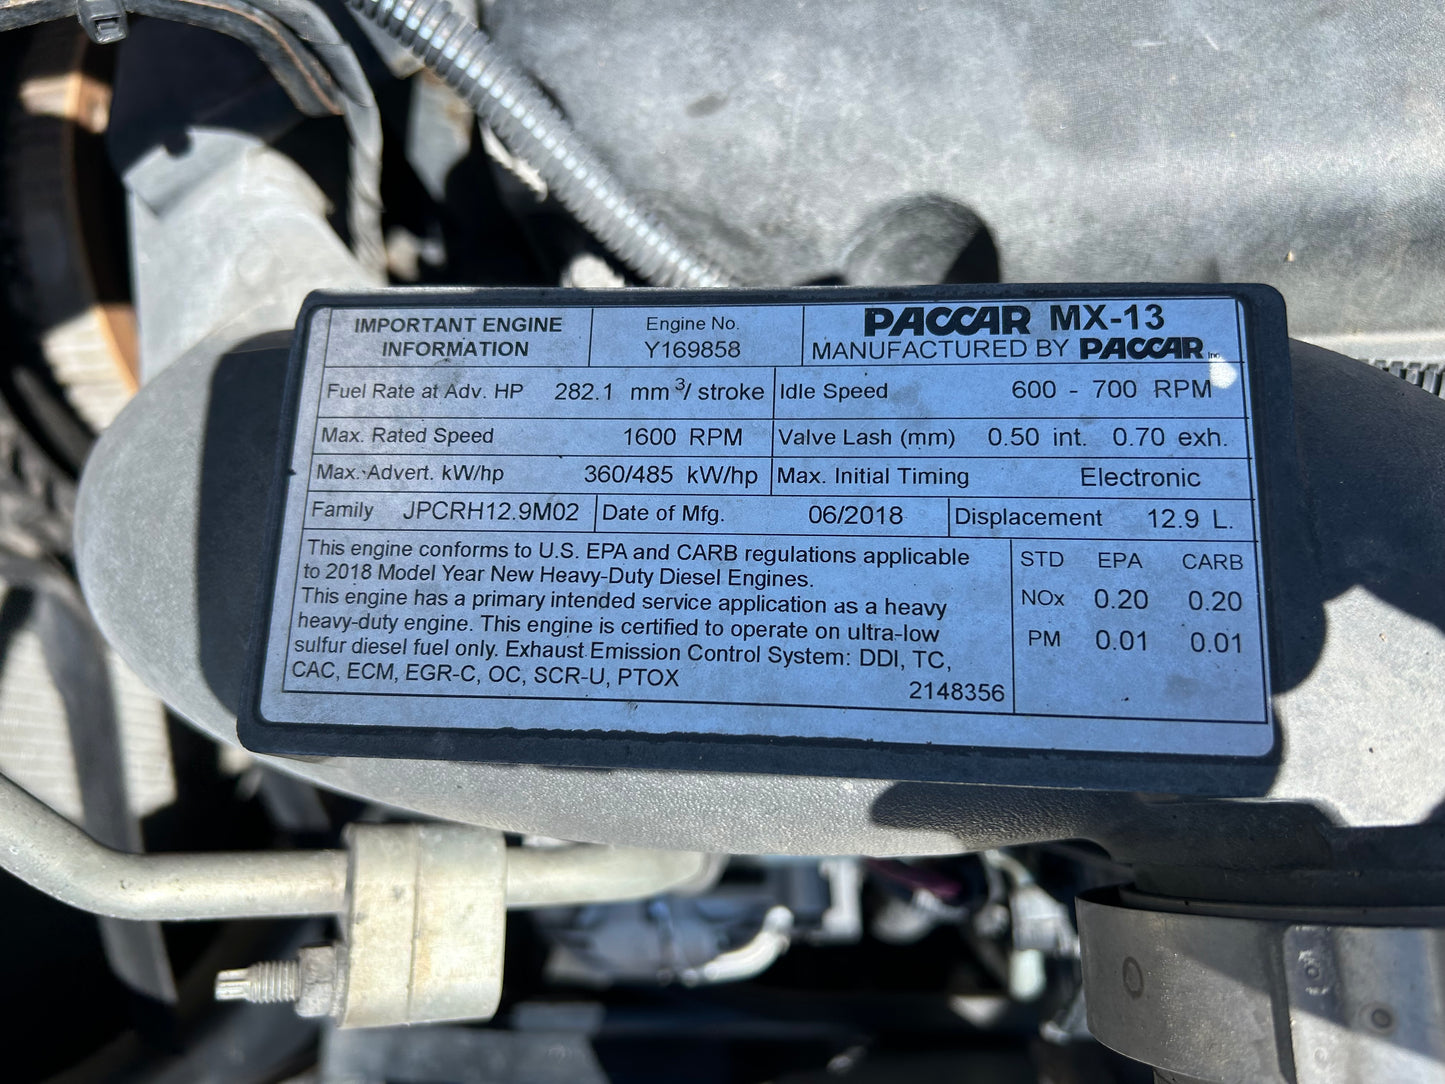 IMPORTANT ENGINE
INFORMATION
Engine No.
Y169858
PACCAR MX-13
MANUFACTURED BY PACCAR Inc.
Fuel Rate at Adv. HP 282.1 mm3/ stroke
Idle Speed 600 - 700 RPM
Max. Rated Speed 1600 RPM
Valve Lash (mm) 0.50 int. 0.70 exh.
Max. Advert. kW/hp 360/485 kW/hp
Max. Initial Timing Electronic
Family JPCRH12.9M02
Date of Mfg. 06/2018
Displacement 12.9 L.
This engine conforms to U.S. EPA and CARB regulations applicable
to 2018 Model Year New Heavy-Duty Diesel Engines.
This engine has a primary intended service application as a heavy
heavy-duty engine. This engine is certified to operate on ultra-low
sulfur diesel fuel only. Exhaust Emission Control System: DDI, TC,
CAC, ECM, EGR-C, OC, SCR-U, PTOX
2148356
STD EPA CARB
NOx 0.20 0.20
PM 0.01 0.01